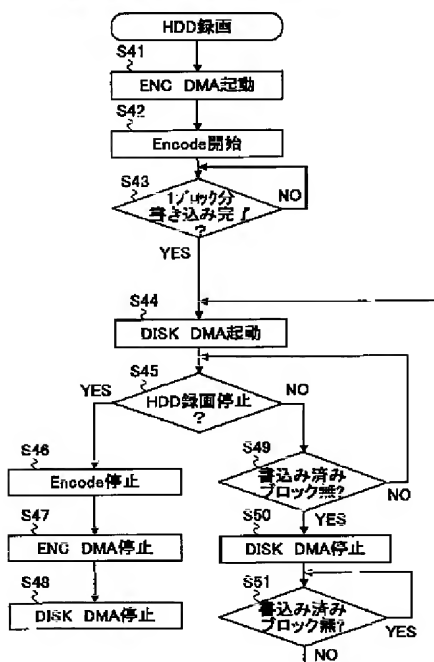 HDD録画
S41
ENC DMA起動
S42
Encode開始
S43
1ブロック分
書き込み完了
?
NO
YES
S44
DISK DMA起動
S45
YES
HDD録画停止
?
NO
S46
Encode停止
S49
書込み済み
ブロック無?
NO
YES
S47
ENC DMA停止
S50
DISK DMA停止
S48
DISK DMA停止
S51
書込み済み
ブロック無?
YES
NO